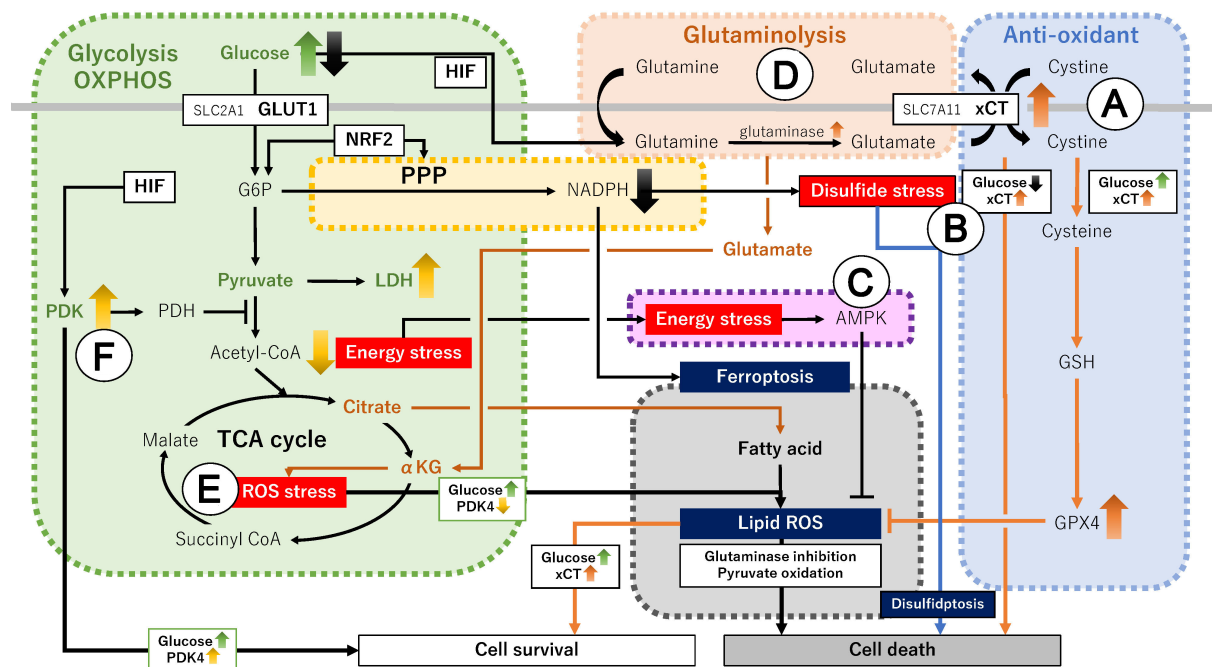 Glycolysis
OXPHOS
Glucose
HIF
SLC2A1 GLUT1
NRF2
HIF
G6P
PPP
NADPH
Pyruvate
LDH
PDK
PDH
F
Acetyl-CoA
Energy stress
Citrate
Malate
TCA cycle
αKG
E
ROS stress
Succinyl CoA
Glucose
PDK4
Glucose
PDK4
Glutaminolysis
Glutamine
D
Glutamate
Glutamine
glutaminase
Glutamate
Glutamate
Disulfide stress
B
C
Energy stress
AMPK
Ferroptosis
Fatty acid
Lipid ROS
Glutaminase inhibition
Pyruvate oxidation
Glucose
xCT
Disulfidptosis
Cell survival
Cell death
Anti-oxidant
Cystine
SLC7A11 xCT
A
Cystine
Glucose
xCT
Glucose
xCT
Cysteine
GSH
GPX4